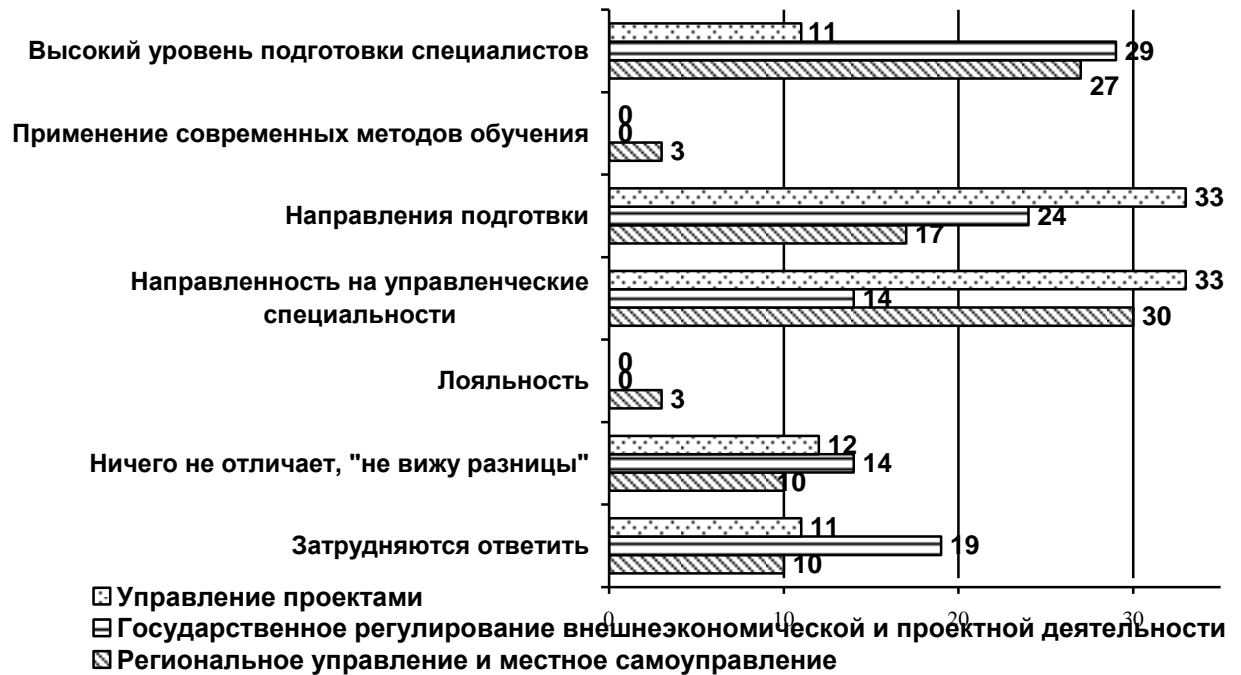 11
Высокий уровень подготовки специалистов
29
27
0
Применение современных методов обучения
0
3
33
Направления подготвки
24
17
33
Направленность на управленческие
специальности
14
30
0
Лояльность
0
3
12
Ничего не отличает, "не вижу разницы"
14
10
11
Затрудняются ответить
19
10
Управление проектами
0 10 20 30
Государственное регулирование внешнеэкономической и проектной деятельности
Региональное управление и местное самоуправление